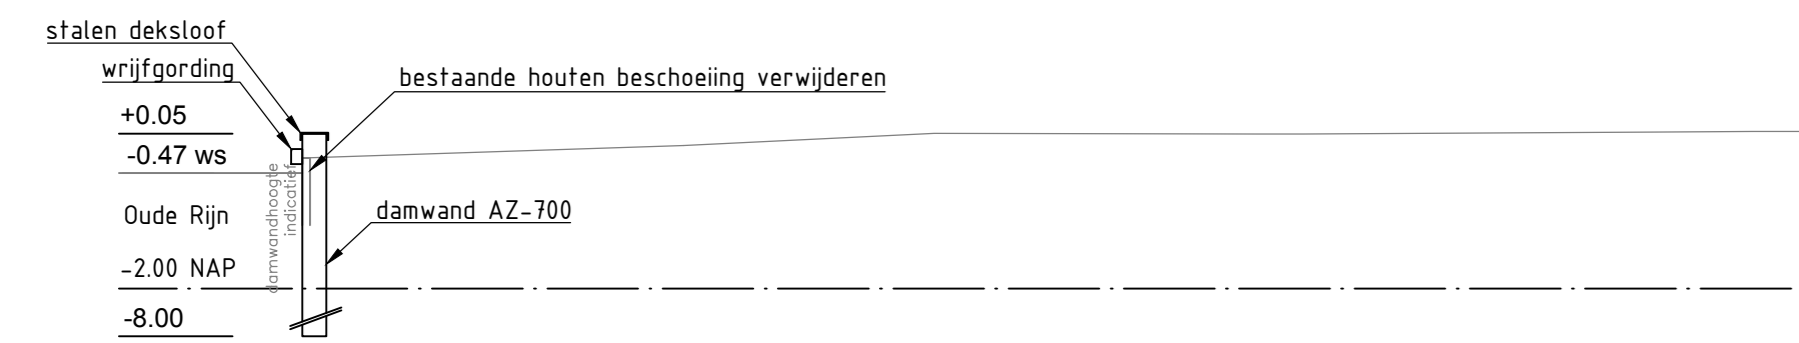 stalen deksloof
wrijfgording
bestaande houten beschoeiing verwijderen
+0.05
-0.47 ws
damwandhoogte
indicatief
Oude Rijn
damwand AZ-700
-2.00 NAP
-8.00